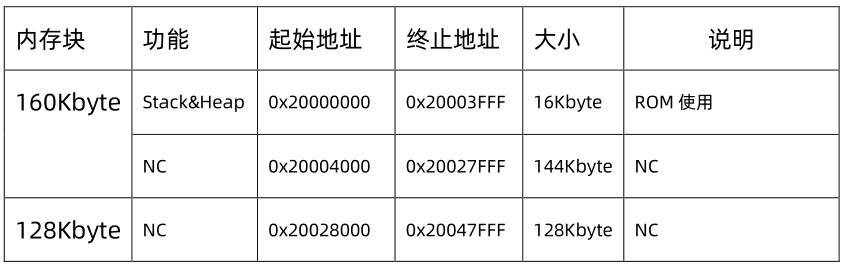 内存块 功能 起始地址 终止地址 大小 说明
160Kbyte Stack&Heap 0x20000000 0x20003FFF 16Kbyte ROM 使用
NC 0x20004000 0x20027FFF 144Kbyte NC
128Kbyte NC 0x20028000 0x20047FFF 128Kbyte NC